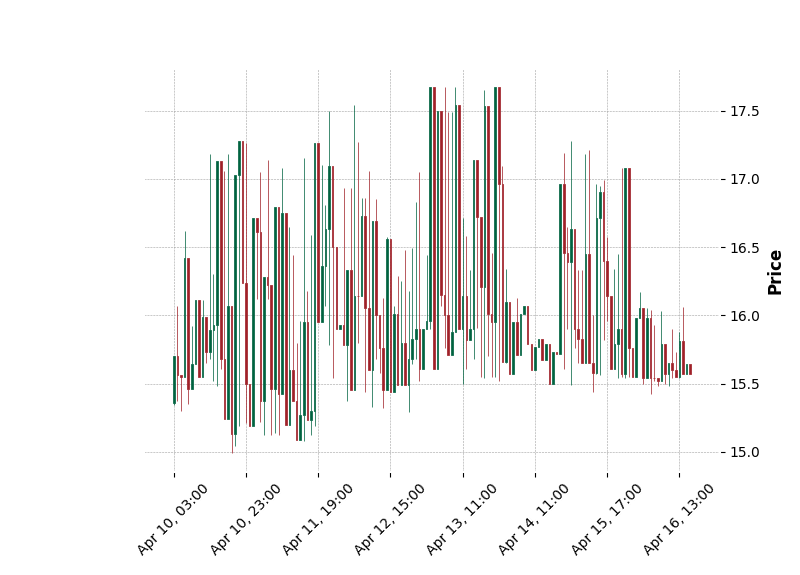 17.5
17.0
16.5
16.0
15.5
15.0
Price
Apr 10, 03:00
Apr 10, 23:00
Apr 11, 19:00
Apr 12, 15:00
Apr 13, 11:00
Apr 14, 11:00
Apr 15, 17:00
Apr 16, 13:00